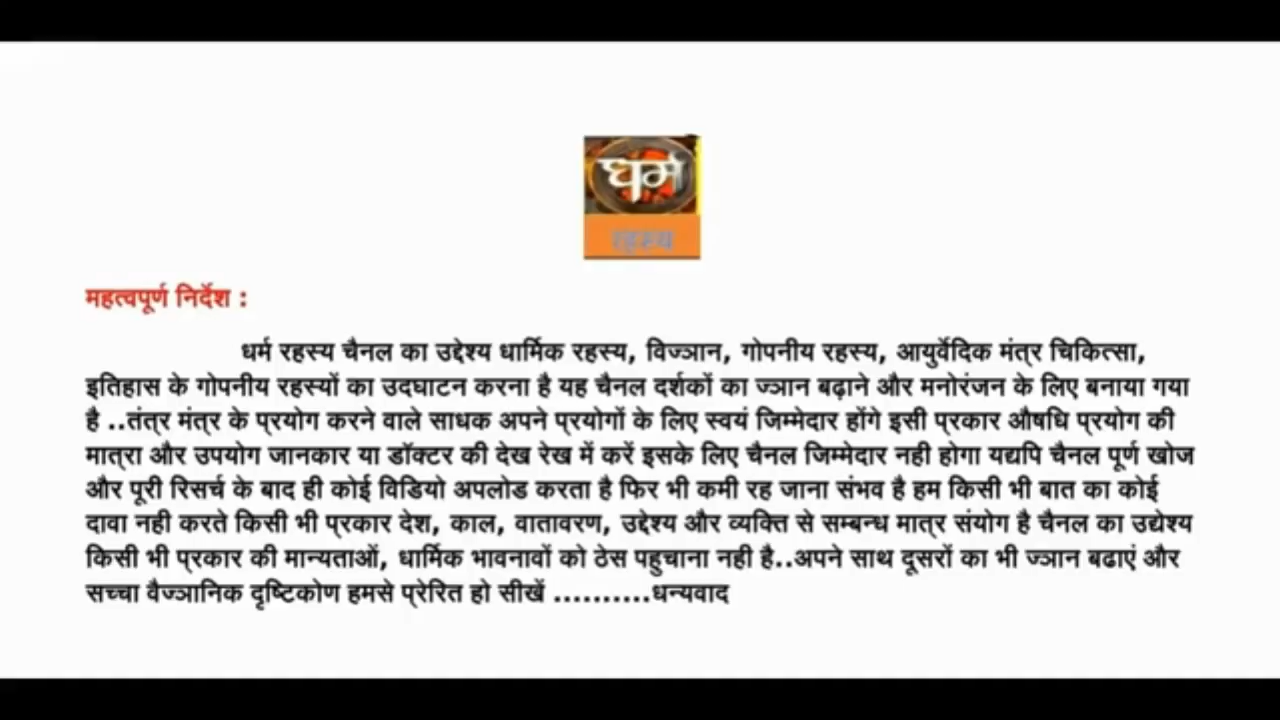 धर्म
रहस्य
महत्वपूर्ण निर्देश :
धर्म रहस्य चैनल का उद्देश्य धार्मिक रहस्य, विज्ञान, गोपनीय रहस्य, आयुर्वेदिक मंत्र चिकित्सा,
इतिहास के गोपनीय रहस्यों का उदघाटन करना है यह चैनल दर्शकों का ज्ञान बढ़ाने और मनोरंजन के लिए बनाया गया
है ..तंत्र मंत्र के प्रयोग करने वाले साधक अपने प्रयोगों के लिए स्वयं जिम्मेदार होंगे इसी प्रकार औषधि प्रयोग की
मात्रा और उपयोग जानकार या डॉक्टर की देख रेख में करें इसके लिए चैनल जिम्मेदार नही होगा यद्यपि चैनल पूर्ण खोज
और पूरी रिसर्च के बाद ही कोई विडियो अपलोड करता है फिर भी कमी रह जाना संभव है हम किसी भी बात का कोई
दावा नही करते किसी भी प्रकार देश, काल, वातावरण, उद्देश्य और व्यक्ति से सम्बन्ध मात्र संयोग है चैनल का उद्येश्य
किसी भी प्रकार की मान्यताओं, धार्मिक भावनावों को ठेस पहुचाना नही है..अपने साथ दूसरों का भी ज्ञान बढाएं और
सच्चा वैज्ञानिक दृष्टिकोण हमसे प्रेरित हो सीखें ..........धन्यवाद